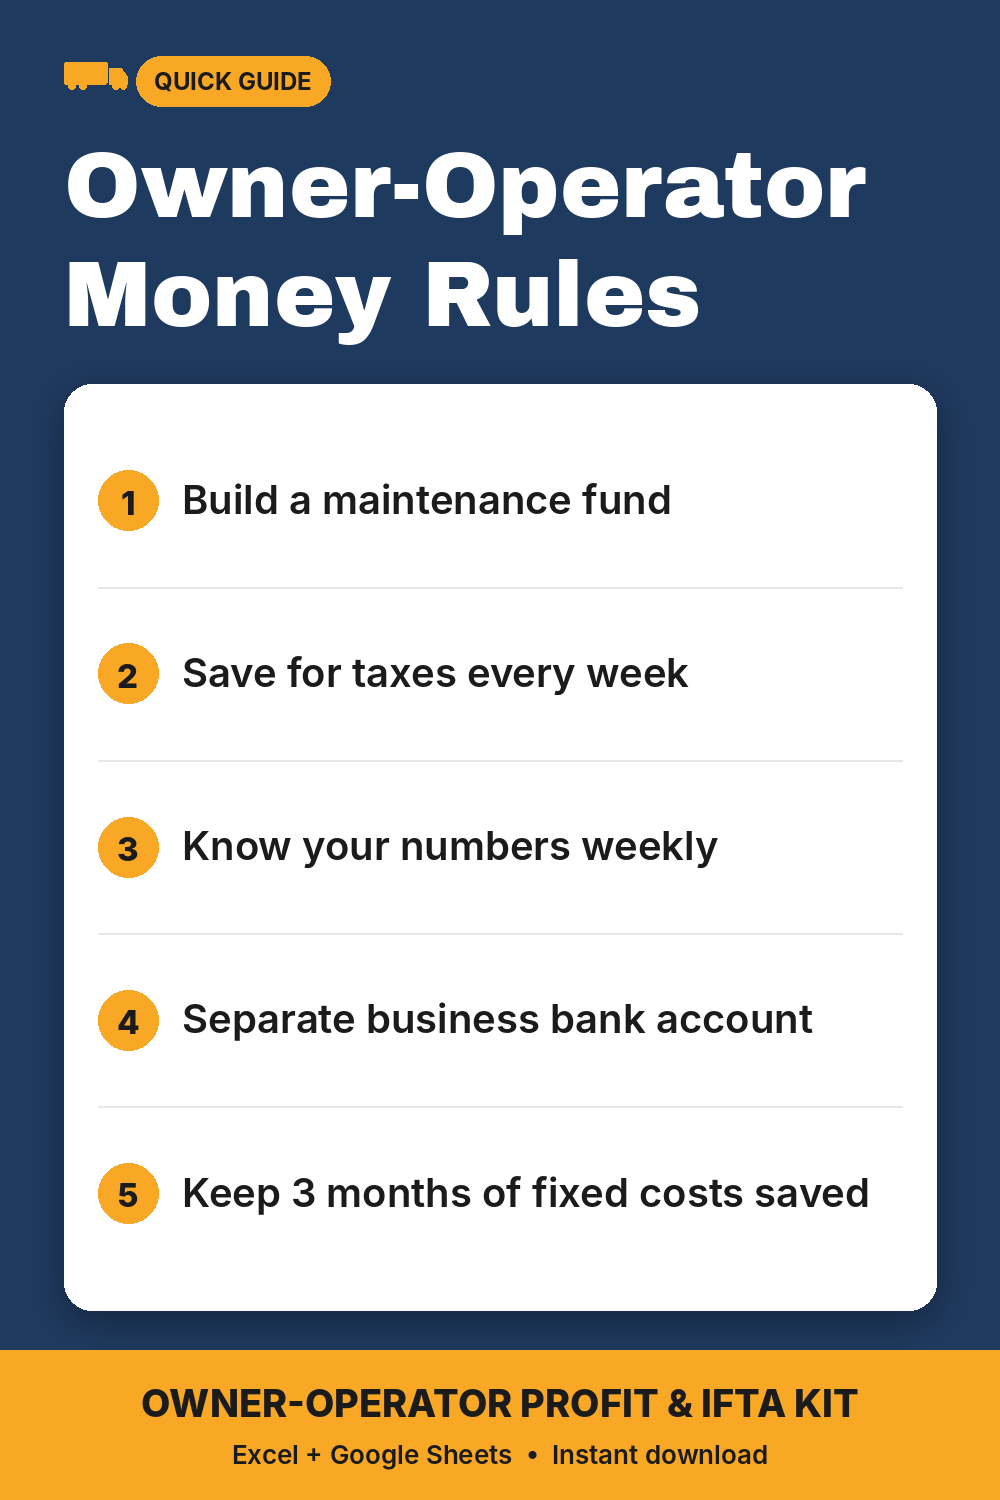 QUICK GUIDE
Owner-Operator
Money Rules
1 Build a maintenance fund
2 Save for taxes every week
3 Know your numbers weekly
4 Separate business bank account
5 Keep 3 months of fixed costs saved
OWNER-OPERATOR PROFIT & IFTA KIT
Excel + Google Sheets • Instant download